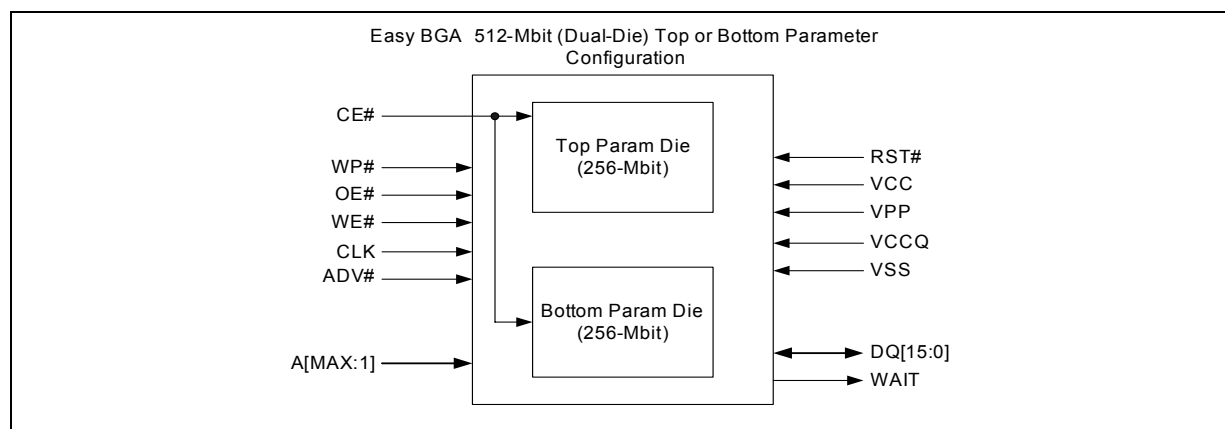 Easy BGA 512-Mbit (Dual-Die) Top or Bottom Parameter
Configuration
CE#
WP#
OE#
WE#
CLK
ADV#
A[MAX:1]
Top Param Die
(256-Mbit)
Bottom Param Die
(256-Mbit)
RST#
VCC
VPP
VCCQ
VSS
DQ[15:0]
WAIT